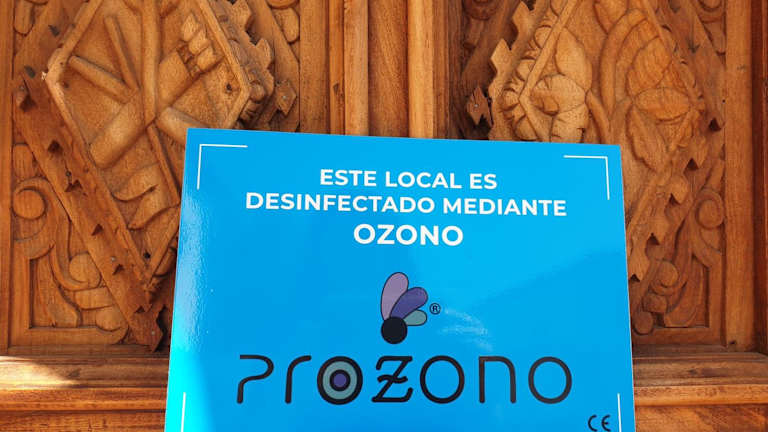 ESTE LOCAL ES
DESINFECTADO MEDIANTE
OZONO
®
PROZONO
CE